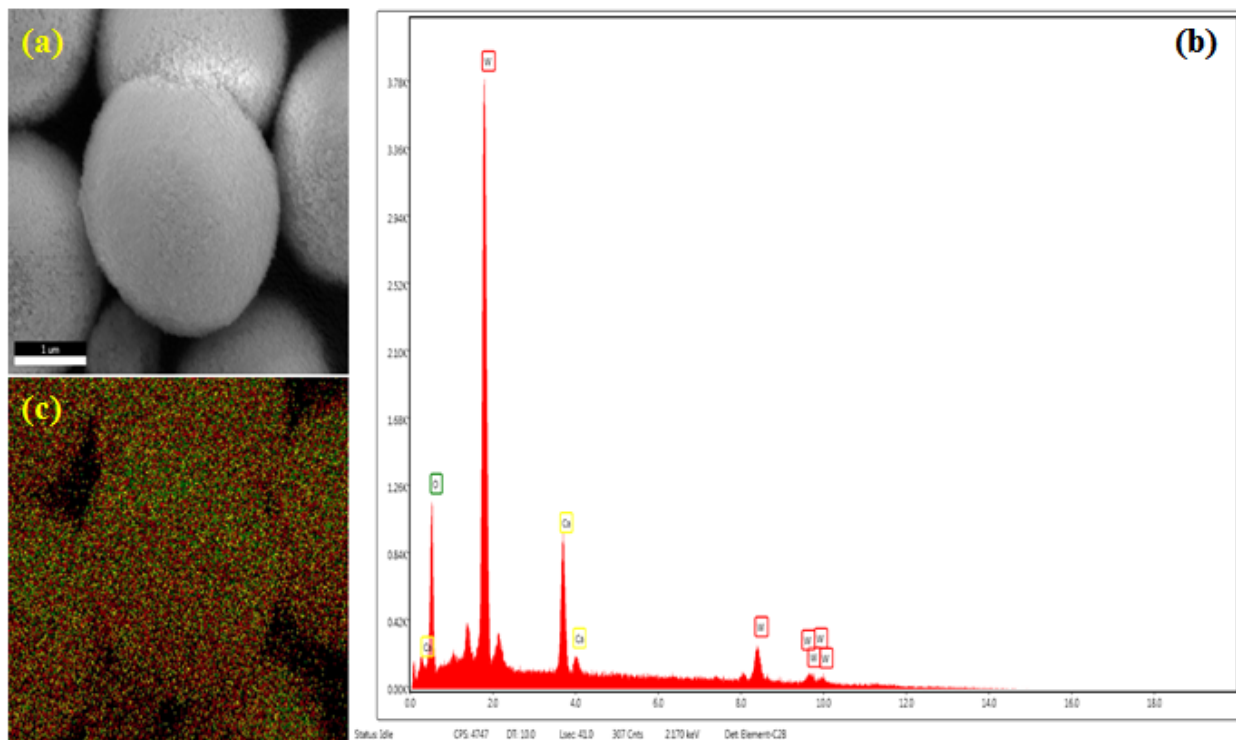 (a)
1 um
(c)
(b)
3.78K
3.36K
2.94K
2.52K
2.10K
1.68K
1.26K
0.84K
0.42K
0.00K
W
O
Ca
Ca
Ca
W
W W
W W
0.0 2.0 4.0 6.0 8.0 10.0 12.0 14.0 16.0 18.0
Status: Idle CPS: 4747 DT: 10.0 Lsec: 41.0 307 Cnts 2.170 keV Det: Element-C2B